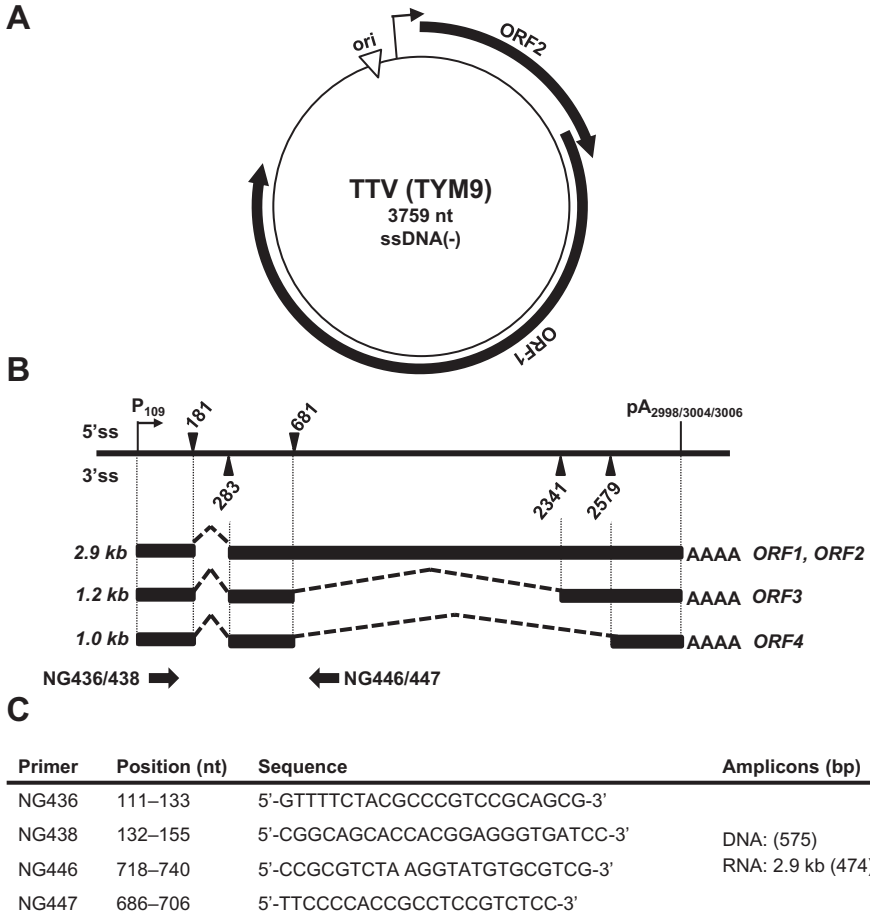 A
ori
ORF2
TTV (TYM9)
3759 nt
ssDNA(-)
ORF1
B
P109
181
681
pA2998/3004/3006
5'ss
3'ss
283
2341
2579
2.9 kb AAAA ORF1, ORF2
1.2 kb AAAA ORF3
1.0 kb AAAA ORF4
NG436/438 NG446/447
C
Primer Position (nt) Sequence Amplicons (bp)
NG436 111–133 5'-GTTTTCTACGCCCGTCCGCAGCG-3'
NG438 132–155 5'-CGGCAGCACCACGGAGGGTGATCC-3'
DNA: (575)
RNA: 2.9 kb (474)
NG446 718–740 5'-CCGCGTCTA AGGTATGTGCGTCG-3'
NG447 686–706 5'-TTCCCCACCGCCTCCGTCTCC-3'